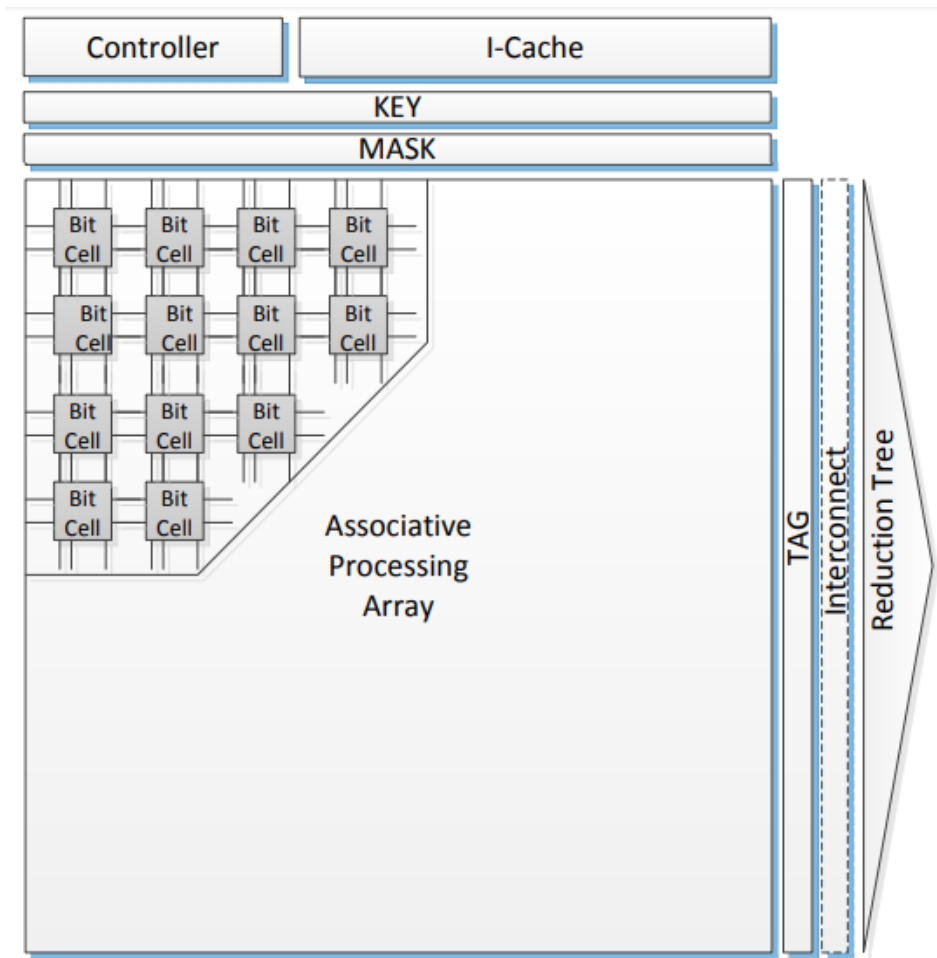 Controller
I-Cache
KEY
MASK
Bit
Cell
Bit
Cell
Bit
Cell
Bit
Cell
Bit
Cell
Bit
Cell
Bit
Cell
Bit
Cell
Bit
Cell
Bit
Cell
Bit
Cell
Bit
Cell
Bit
Cell
Associative
Processing
Array
TAG
Interconnect
Reduction Tree